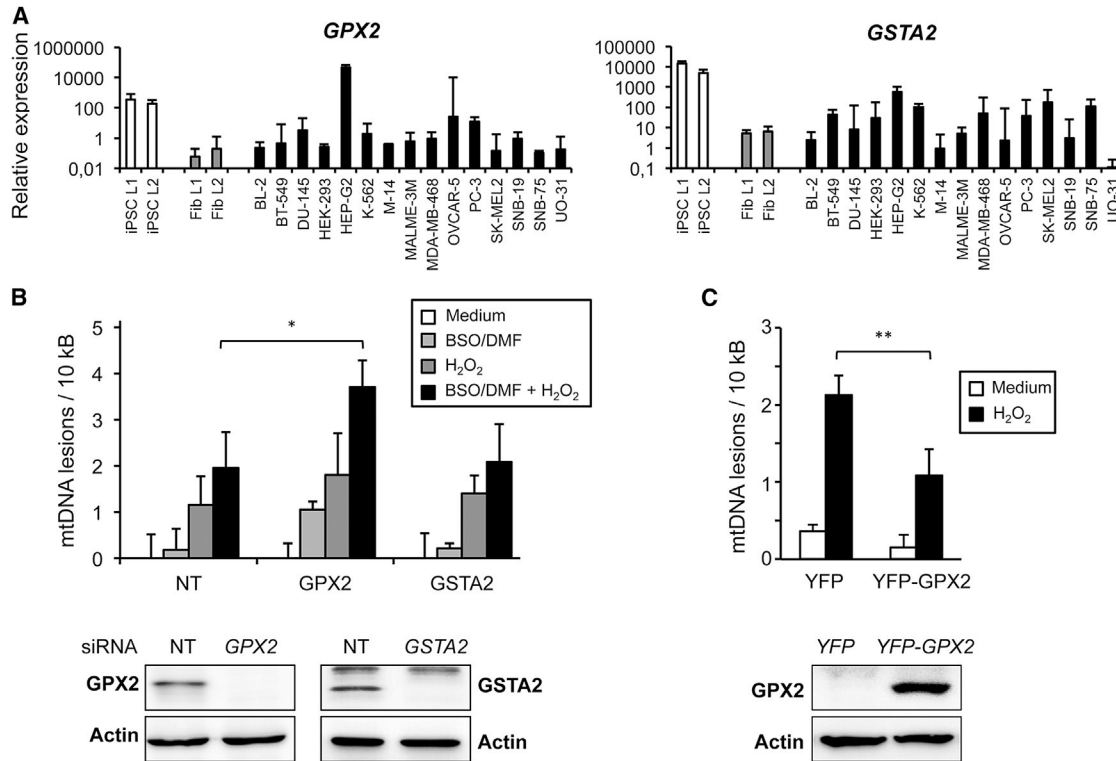 A
GPX2
GSTA2
Relative expression
1000000
10000
100
1
0,01
100000
10000
1000
100
10
1
0,1
iPSC L1
iPSC L2
Fib L1
Fib L2
BL-2
BT-549
DU-145
HEK-293
HEP-G2
K-562
M-14
MALME-3M
MDA-MB-468
OVCAR-5
PC-3
SK-MEL2
SNB-19
SNB-75
UO-31
iPSC L1
iPSC L2
Fib L1
Fib L2
BL-2
BT-549
DU-145
HEK-293
HEP-G2
K-562
M-14
MALME-3M
MDA-MB-468
OVCAR-5
PC-3
SK-MEL2
SNB-19
SNB-75
UO-31
B
mtDNA lesions / 10 kB
5
4
3
2
1
0
*
Medium
BSO/DMF
H₂O₂
BSO/DMF + H₂O₂
NT
GPX2
GSTA2
siRNA
NT
GPX2
NT
GSTA2
GPX2
GSTA2
Actin
Actin
C
mtDNA lesions / 10 kB
3
2
1
0
**
Medium
H₂O₂
YFP
YFP-GPX2
YFP
YFP-GPX2
GPX2
Actin